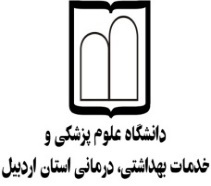 دانشگاه علوم پزشکی و
خدمات بهداشتی، درمانی استان اردبیل